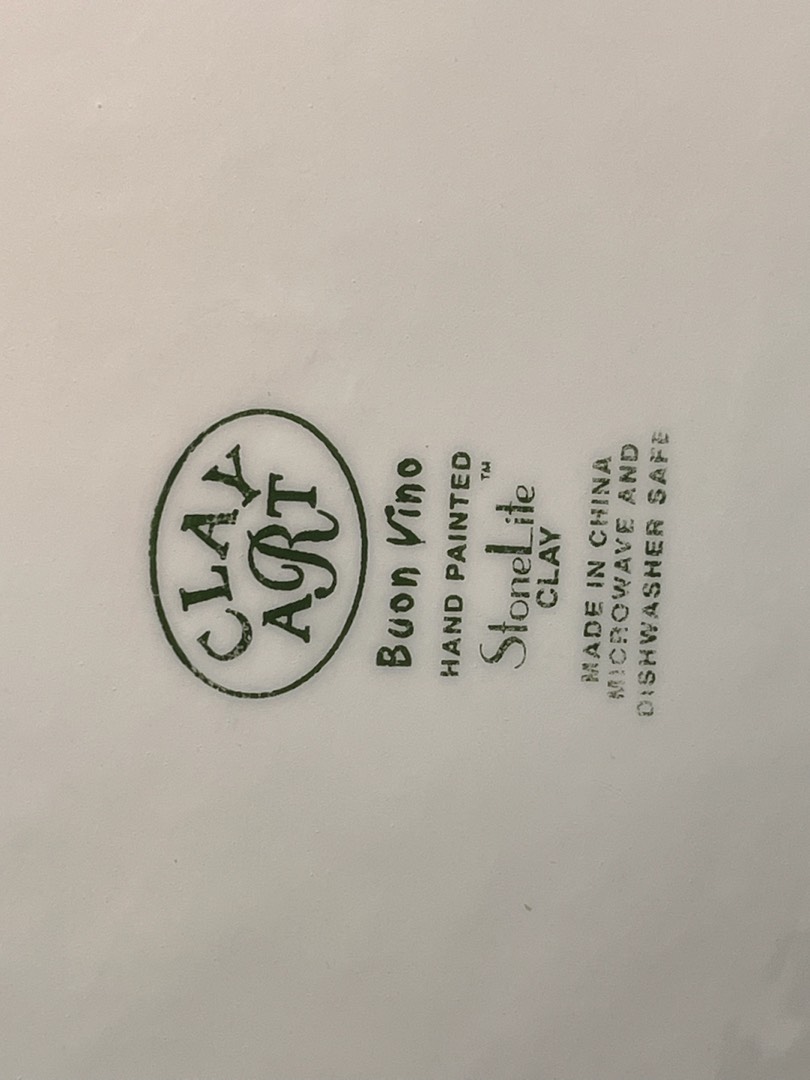 CLAY
ART
Buon Vino
HAND PAINTED
StoneLite™
CLAY
MADE IN CHINA
MICROWAVE AND
DISHWASHER SAFE